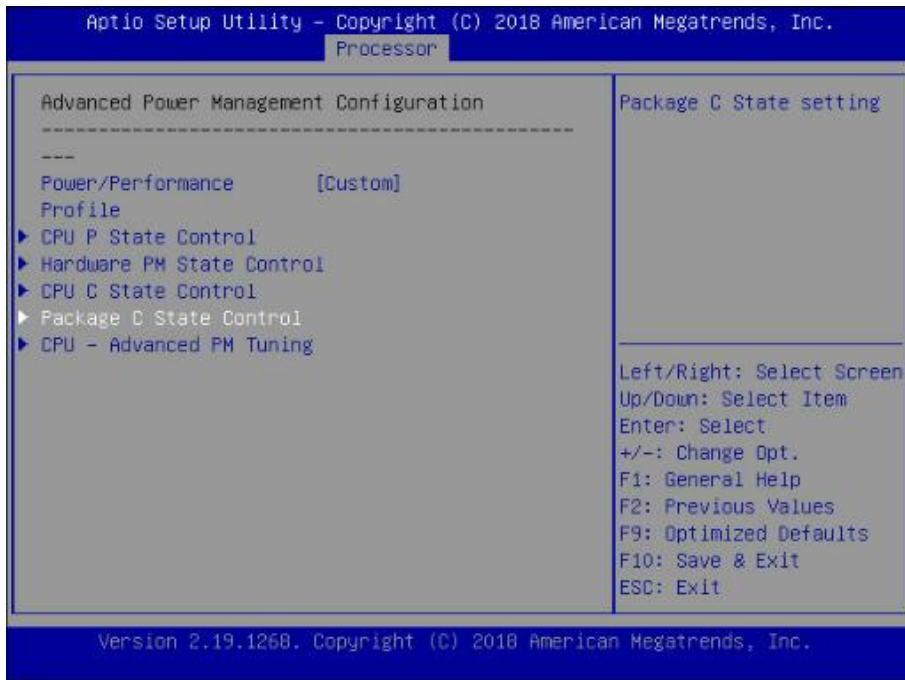 Aptio Setup Utility – Copyright (C) 2018 American Megatrends, Inc.
Processor
Advanced Power Management Configuration
------------------------------------------------
---
Power/Performance [Custom]
Profile
CPU P State Control
Hardware PM State Control
CPU C State Control
Package C State Control
CPU – Advanced PM Tuning
Package C State setting
Left/Right: Select Screen
Up/Down: Select Item
Enter: Select
+/-: Change Opt.
F1: General Help
F2: Previous Values
F9: Optimized Defaults
F10: Save & Exit
ESC: Exit
Version 2.19.1268. Copyright (C) 2018 American Megatrends, Inc.